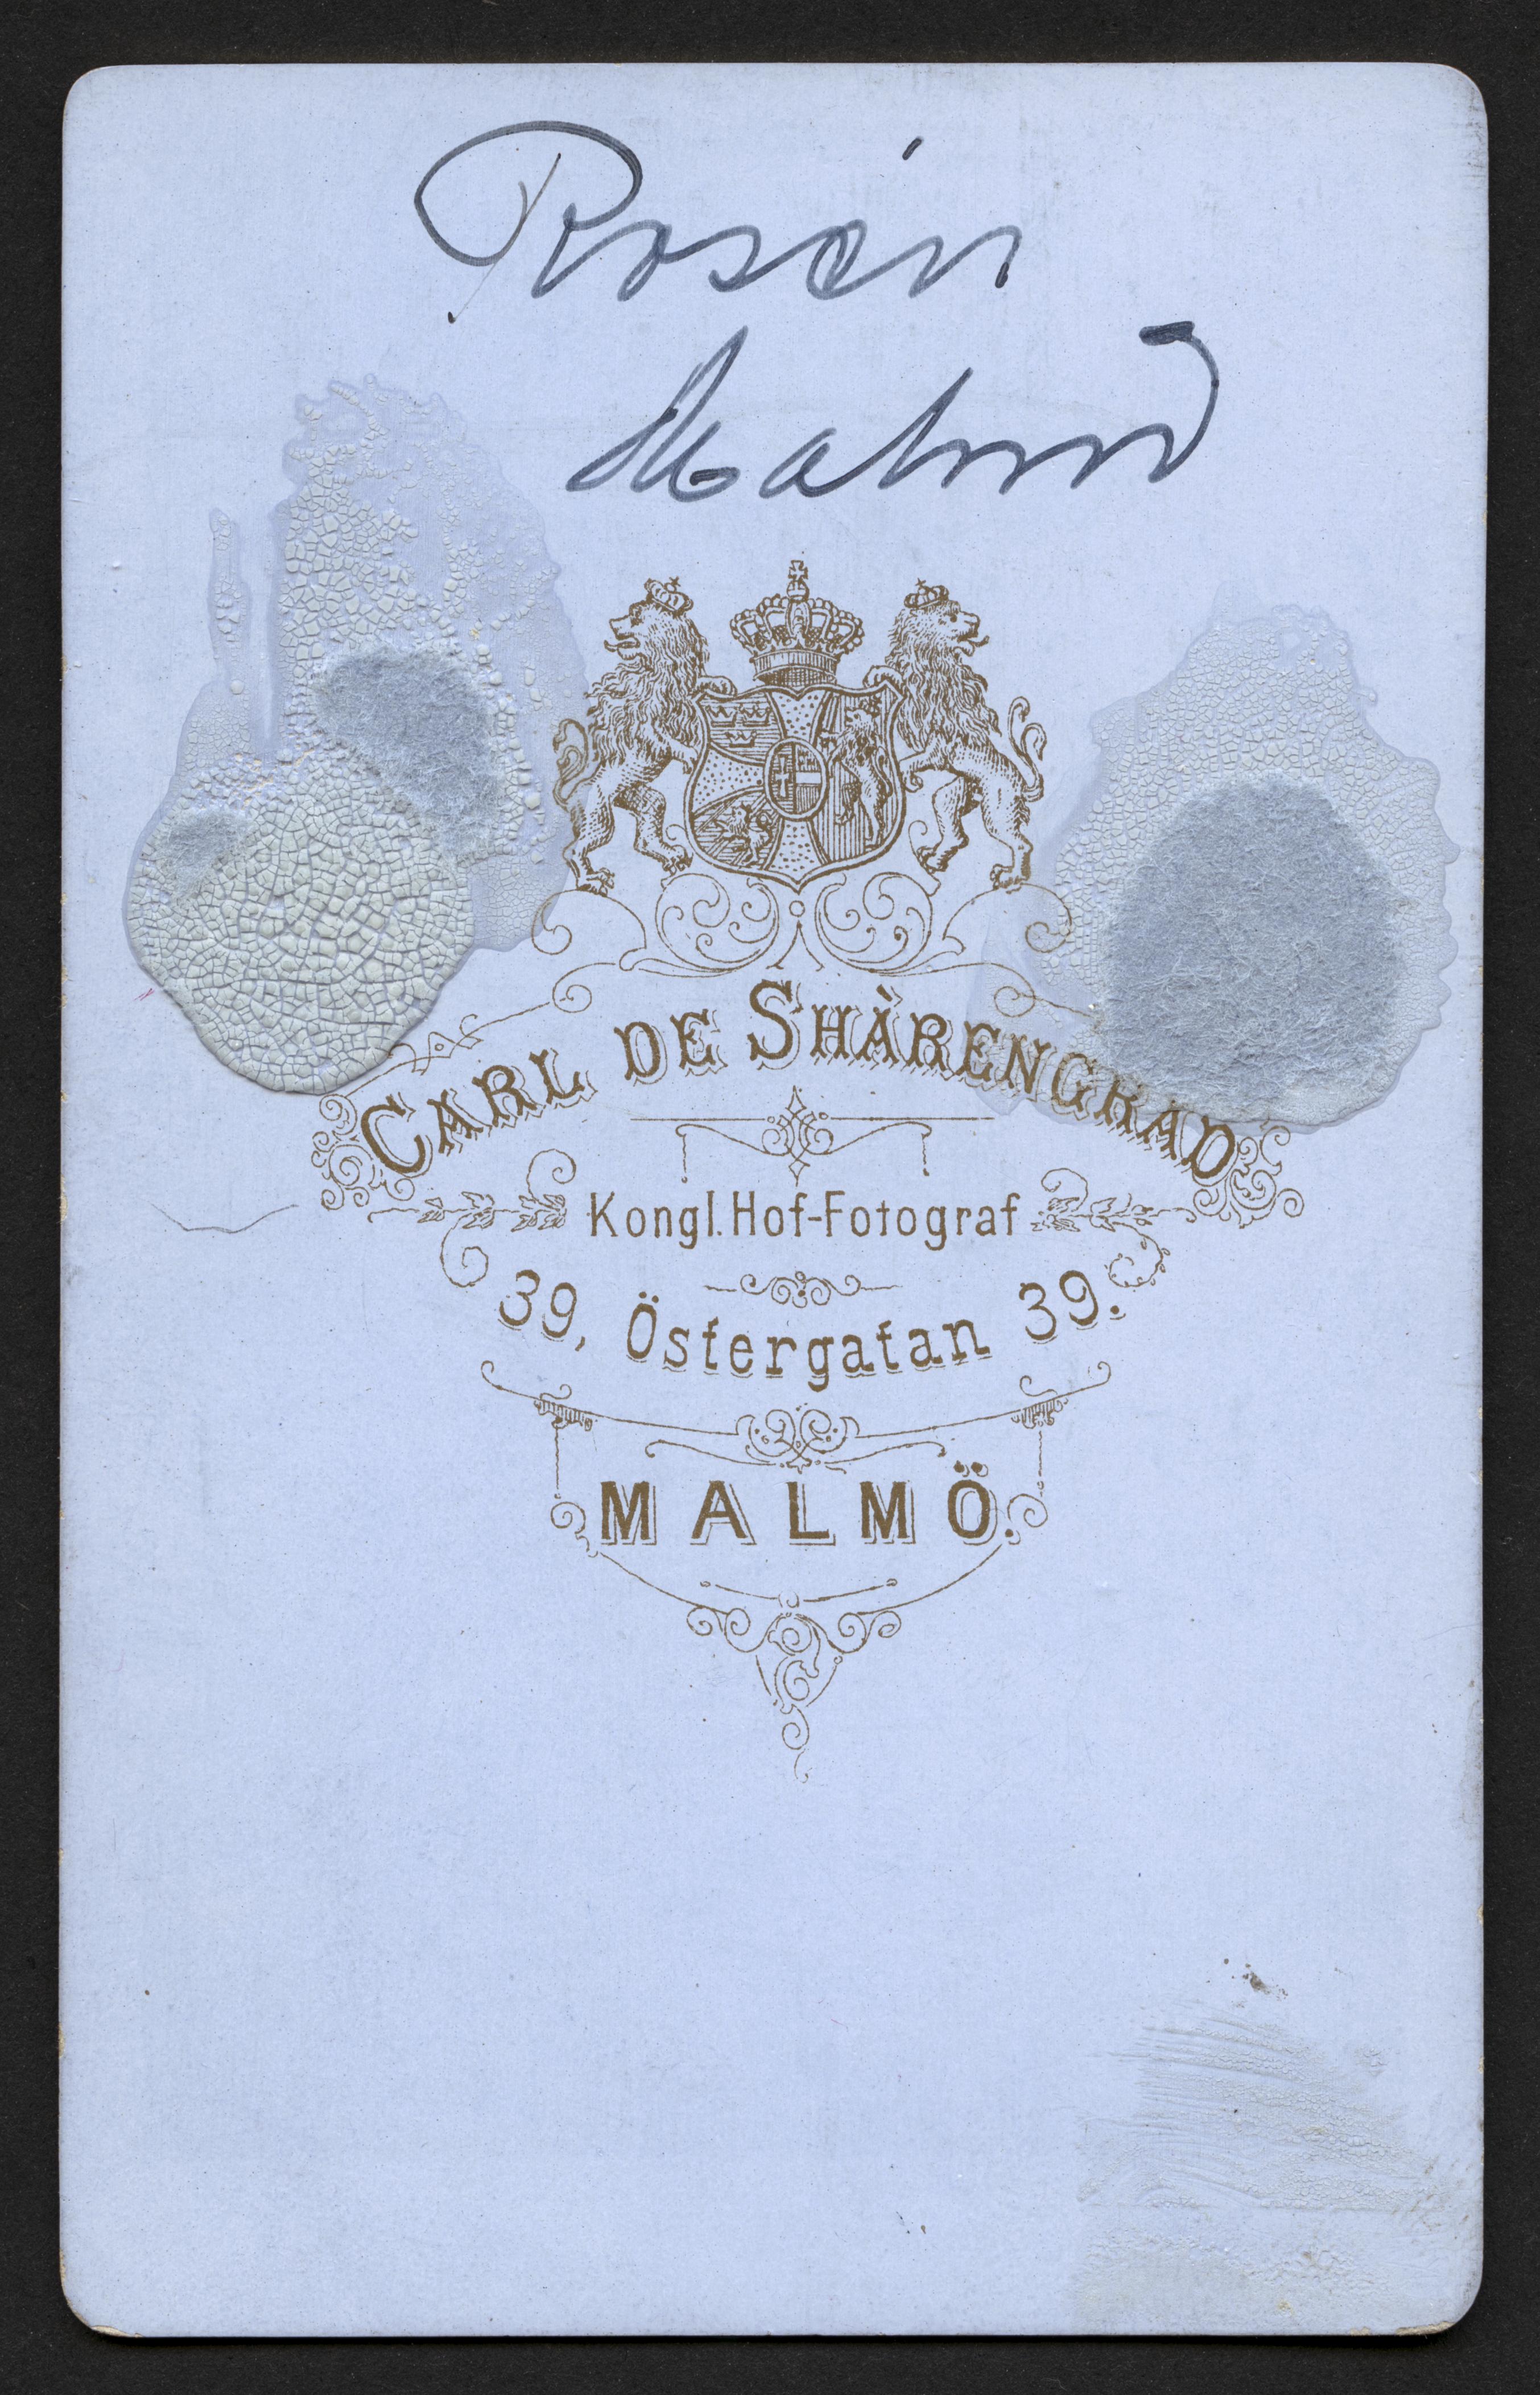 Rosén
Malmö
CARL DE SHÀRENGRAD
Kongl. Hof-Fotograf
39, Östergatan 39.
MALMÖ.